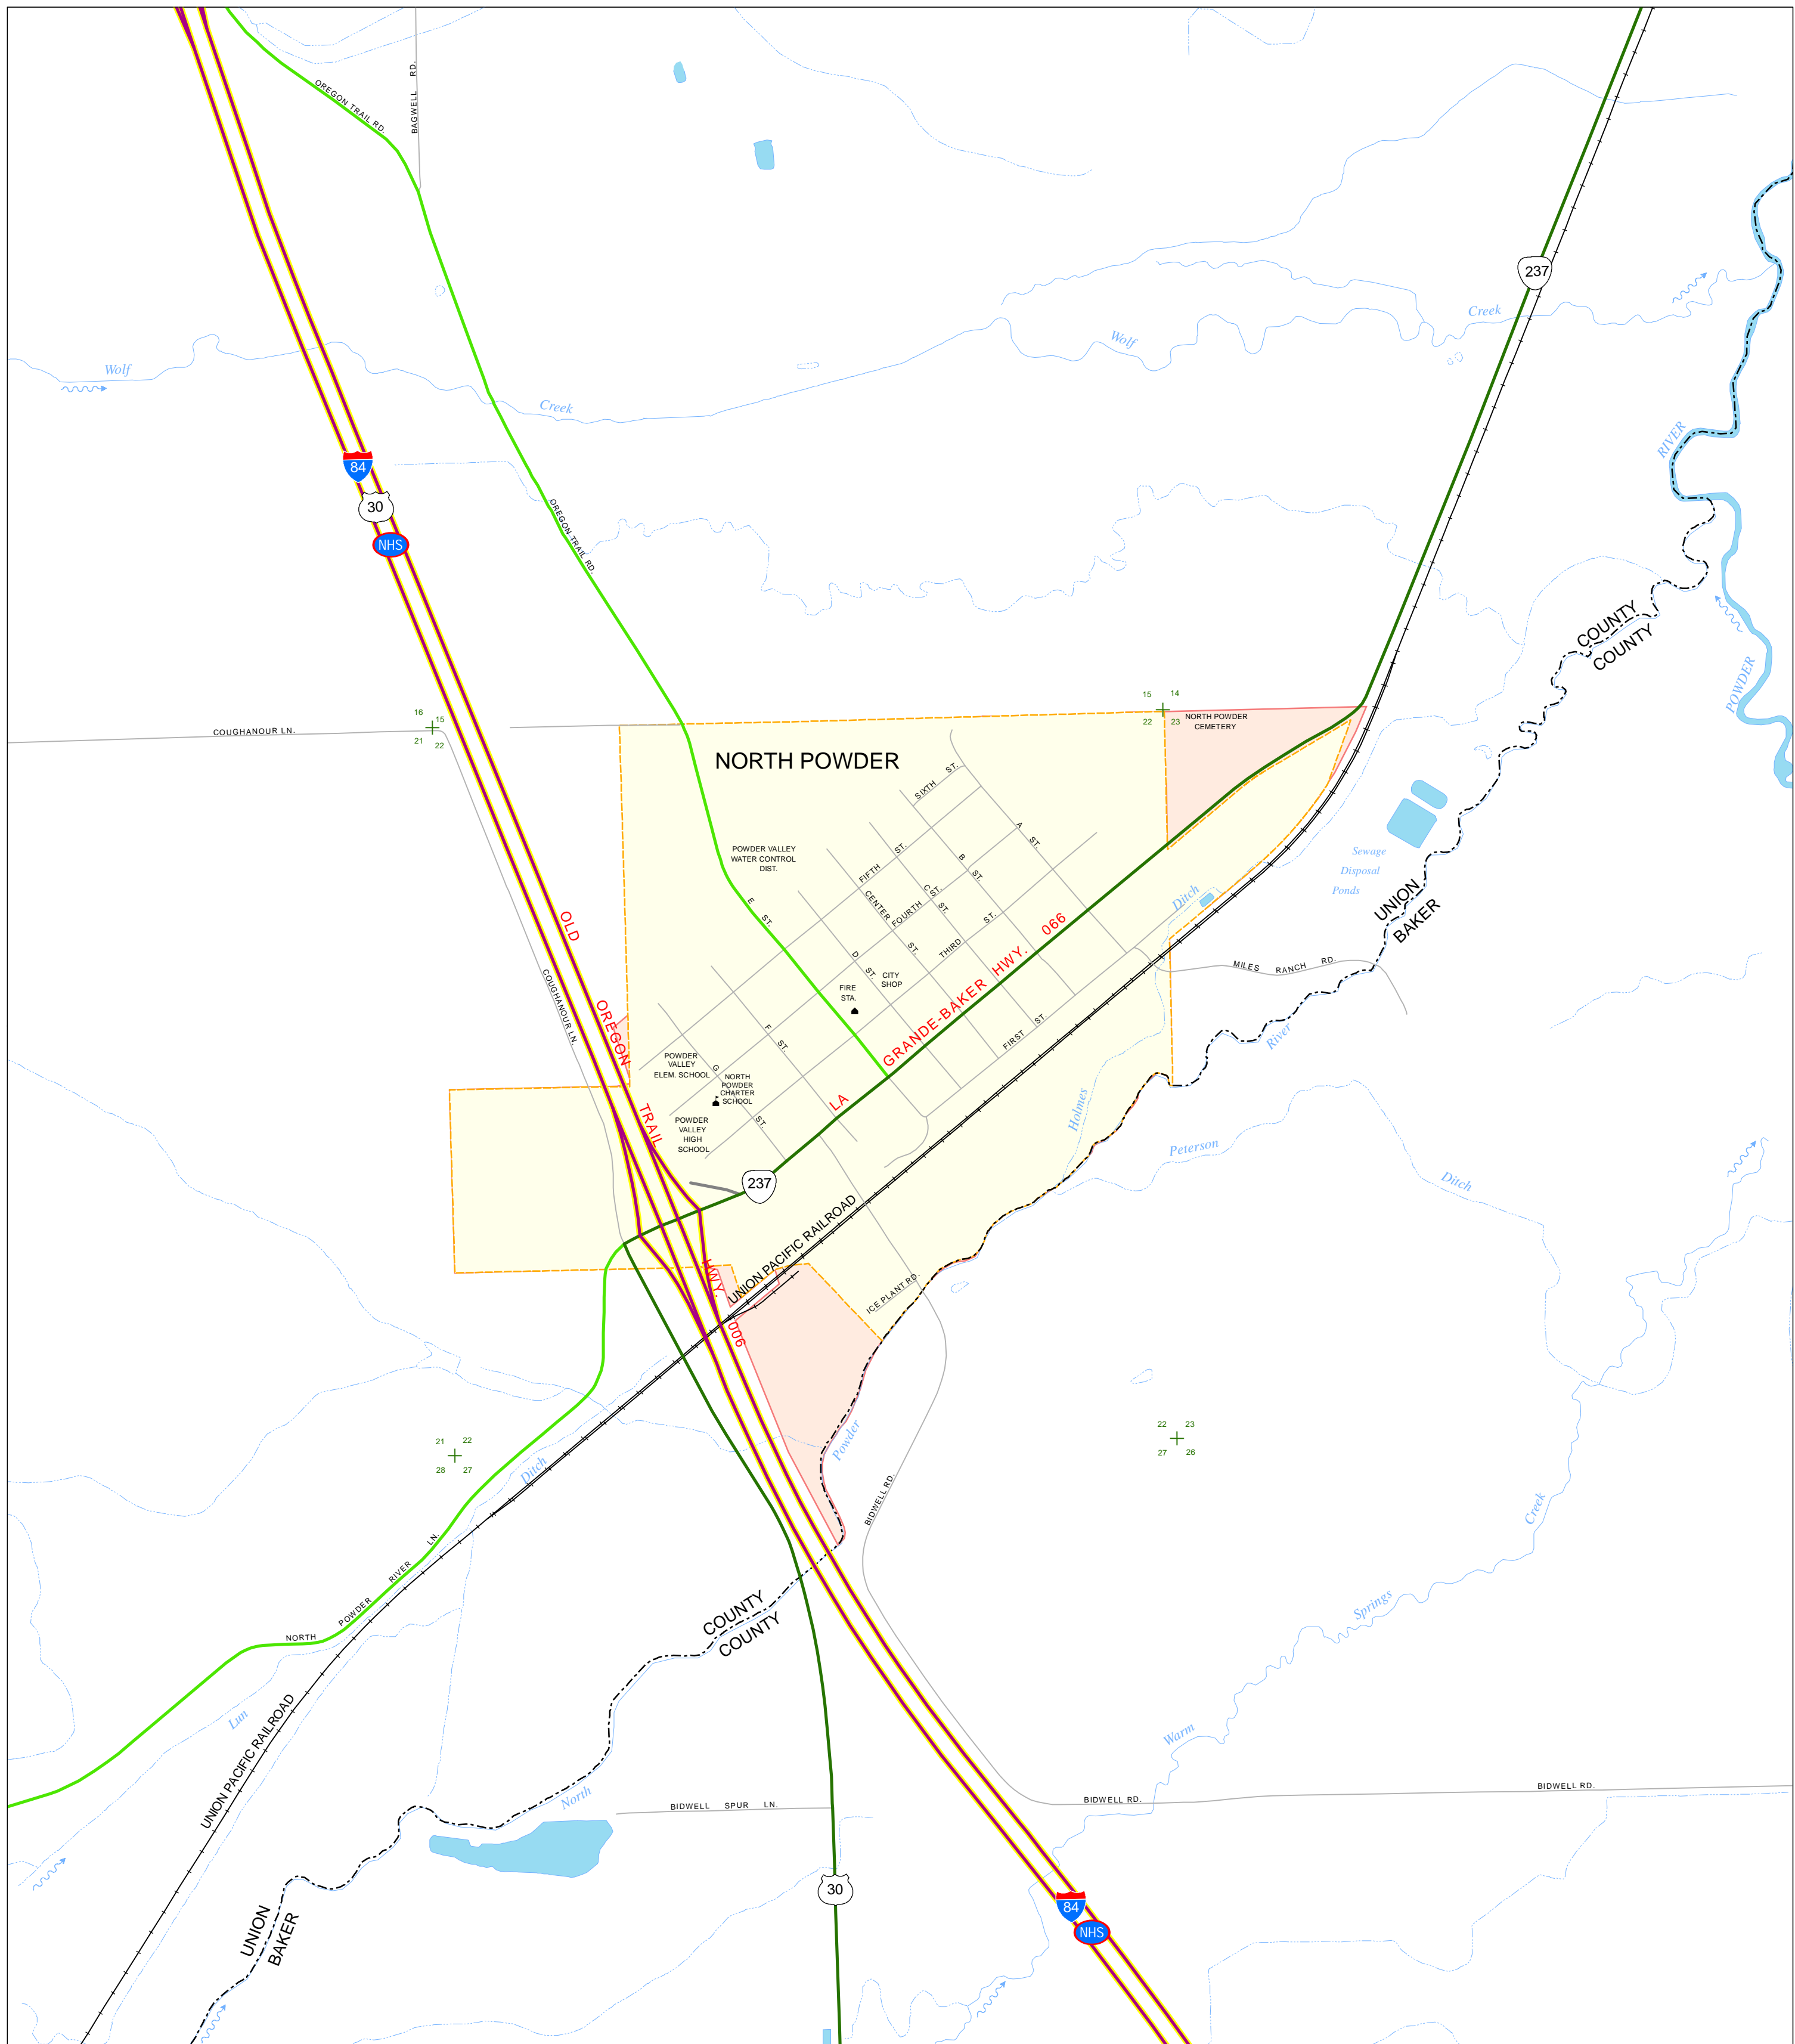 OREGON TRAIL RD.
BAGWELL RD.
237
Wolf
Creek
Wolf
Creek
84
30
NHS
OREGON TRAIL RD.
RIVER
POWDER
COUNTY
COUNTY
COUGHANOUR LN.
16 15
21 22
15 14
22 23
NORTH POWDER
CEMETERY
NORTH POWDER
SIXTH ST.
A ST.
FIFTH ST.
B ST
C ST.
ST.
FOURTH
CENTER
ST.
THIRD ST.
POWDER VALLEY
WATER CONTROL
DIST.
E ST.
D ST.
CITY
SHOP
FIRE
STA.
Sewage
Disposal
Ponds
UNION
BAKER
Ditch
MILES RANCH RD.
River
OLD
OREGON
TRAIL
HWY.
006
COUGHANOUR LN.
LA
GRANDE-BAKER HWY. 066
FIRST ST.
F ST.
G ST.
POWDER
VALLEY
ELEM. SCHOOL
NORTH
POWDER
CHARTER
SCHOOL
POWDER
VALLEY
HIGH
SCHOOL
Holmes
Peterson
Ditch
237
UNION PACIFIC RAILROAD
ICE PLANT RD.
21 22
28 27
22 23
27 26
Ditch
Powder
BIDWELL RD.
Creek
Springs
Warm
NORTH POWDER RIVER LN.
COUNTY
COUNTY
Lun
UNION PACIFIC RAILROAD
North
BIDWELL SPUR LN.
BIDWELL RD.
BIDWELL RD.
30
84
NHS
UNION
BAKER